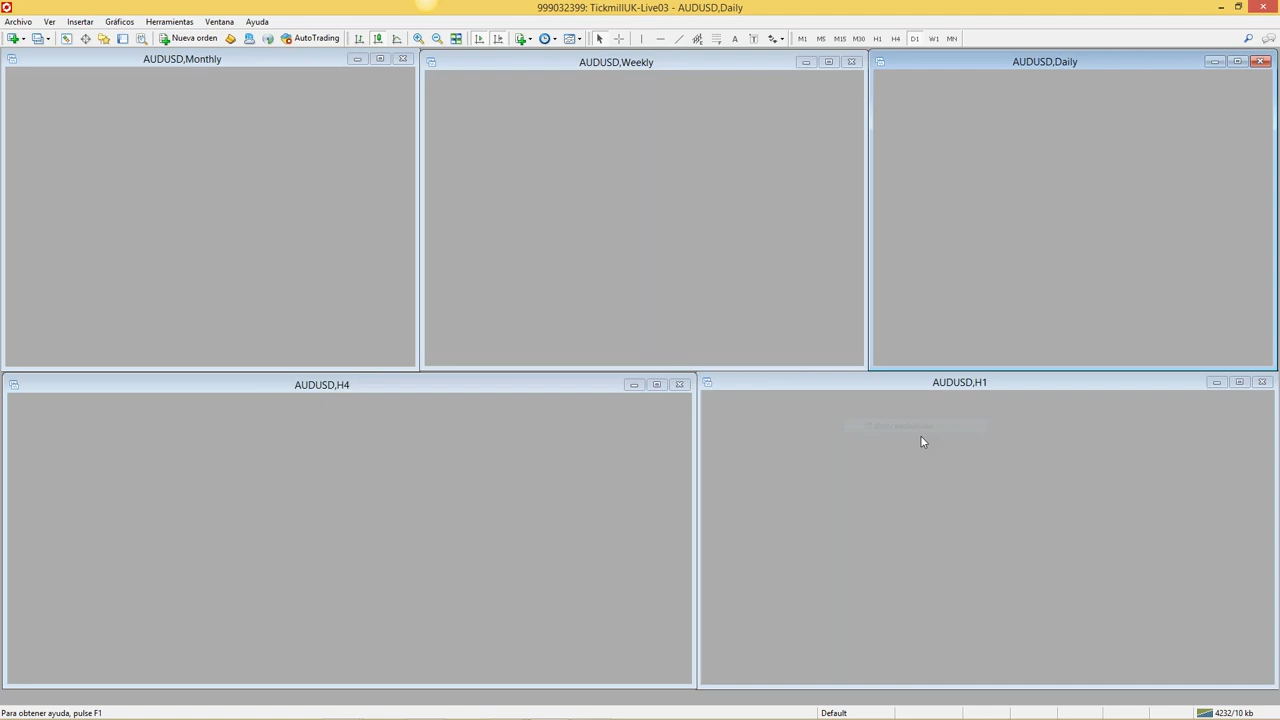 999032399: TickmillUK-Live03 - AUDUSD,Daily
Archivo Ver Insertar Gráficos Herramientas Ventana Ayuda
Nueva orden AutoTrading A T M1 M5 M15 M30 H1 H4 D1 W1 MN
AUDUSD,Monthly
AUDUSD,Weekly
AUDUSD,Daily
AUDUSD,H4
AUDUSD,H1
Para obtener ayuda, pulse F1
Default
4232/10 kb